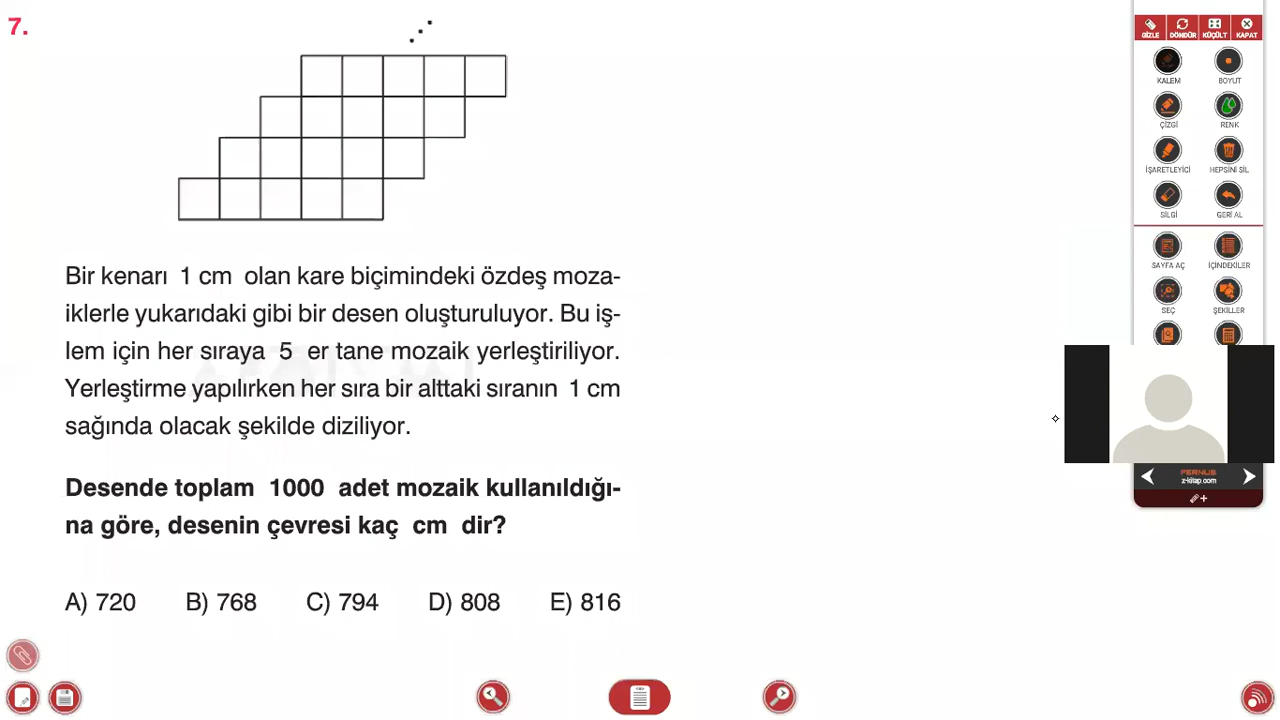 7.
Bir kenarı 1 cm olan kare biçimindeki özdeş moza-
iklerle yukarıdaki gibi bir desen oluşturuluyor. Bu iş-
lem için her sıraya 5 er tane mozaik yerleştiriliyor.
Yerleştirme yapılırken her sıra bir alttaki sıranın 1 cm
sağında olacak şekilde diziliyor.
Desende toplam 1000 adet mozaik kullanıldığı-
na göre, desenin çevresi kaç cm dir?
A) 720 B) 768 C) 794 D) 808 E) 816
GİZLE DÖNDÜR KÜÇÜLT KAPAT
KALEM BOYUT
ÇİZGİ RENK
İŞARETLEYİCİ HEPSİNİ SİL
SİLGİ GERİ AL
SAYFA AÇ İÇİNDEKİLER
SEÇ ŞEKİLLER
PERNUS
z-kitap.com